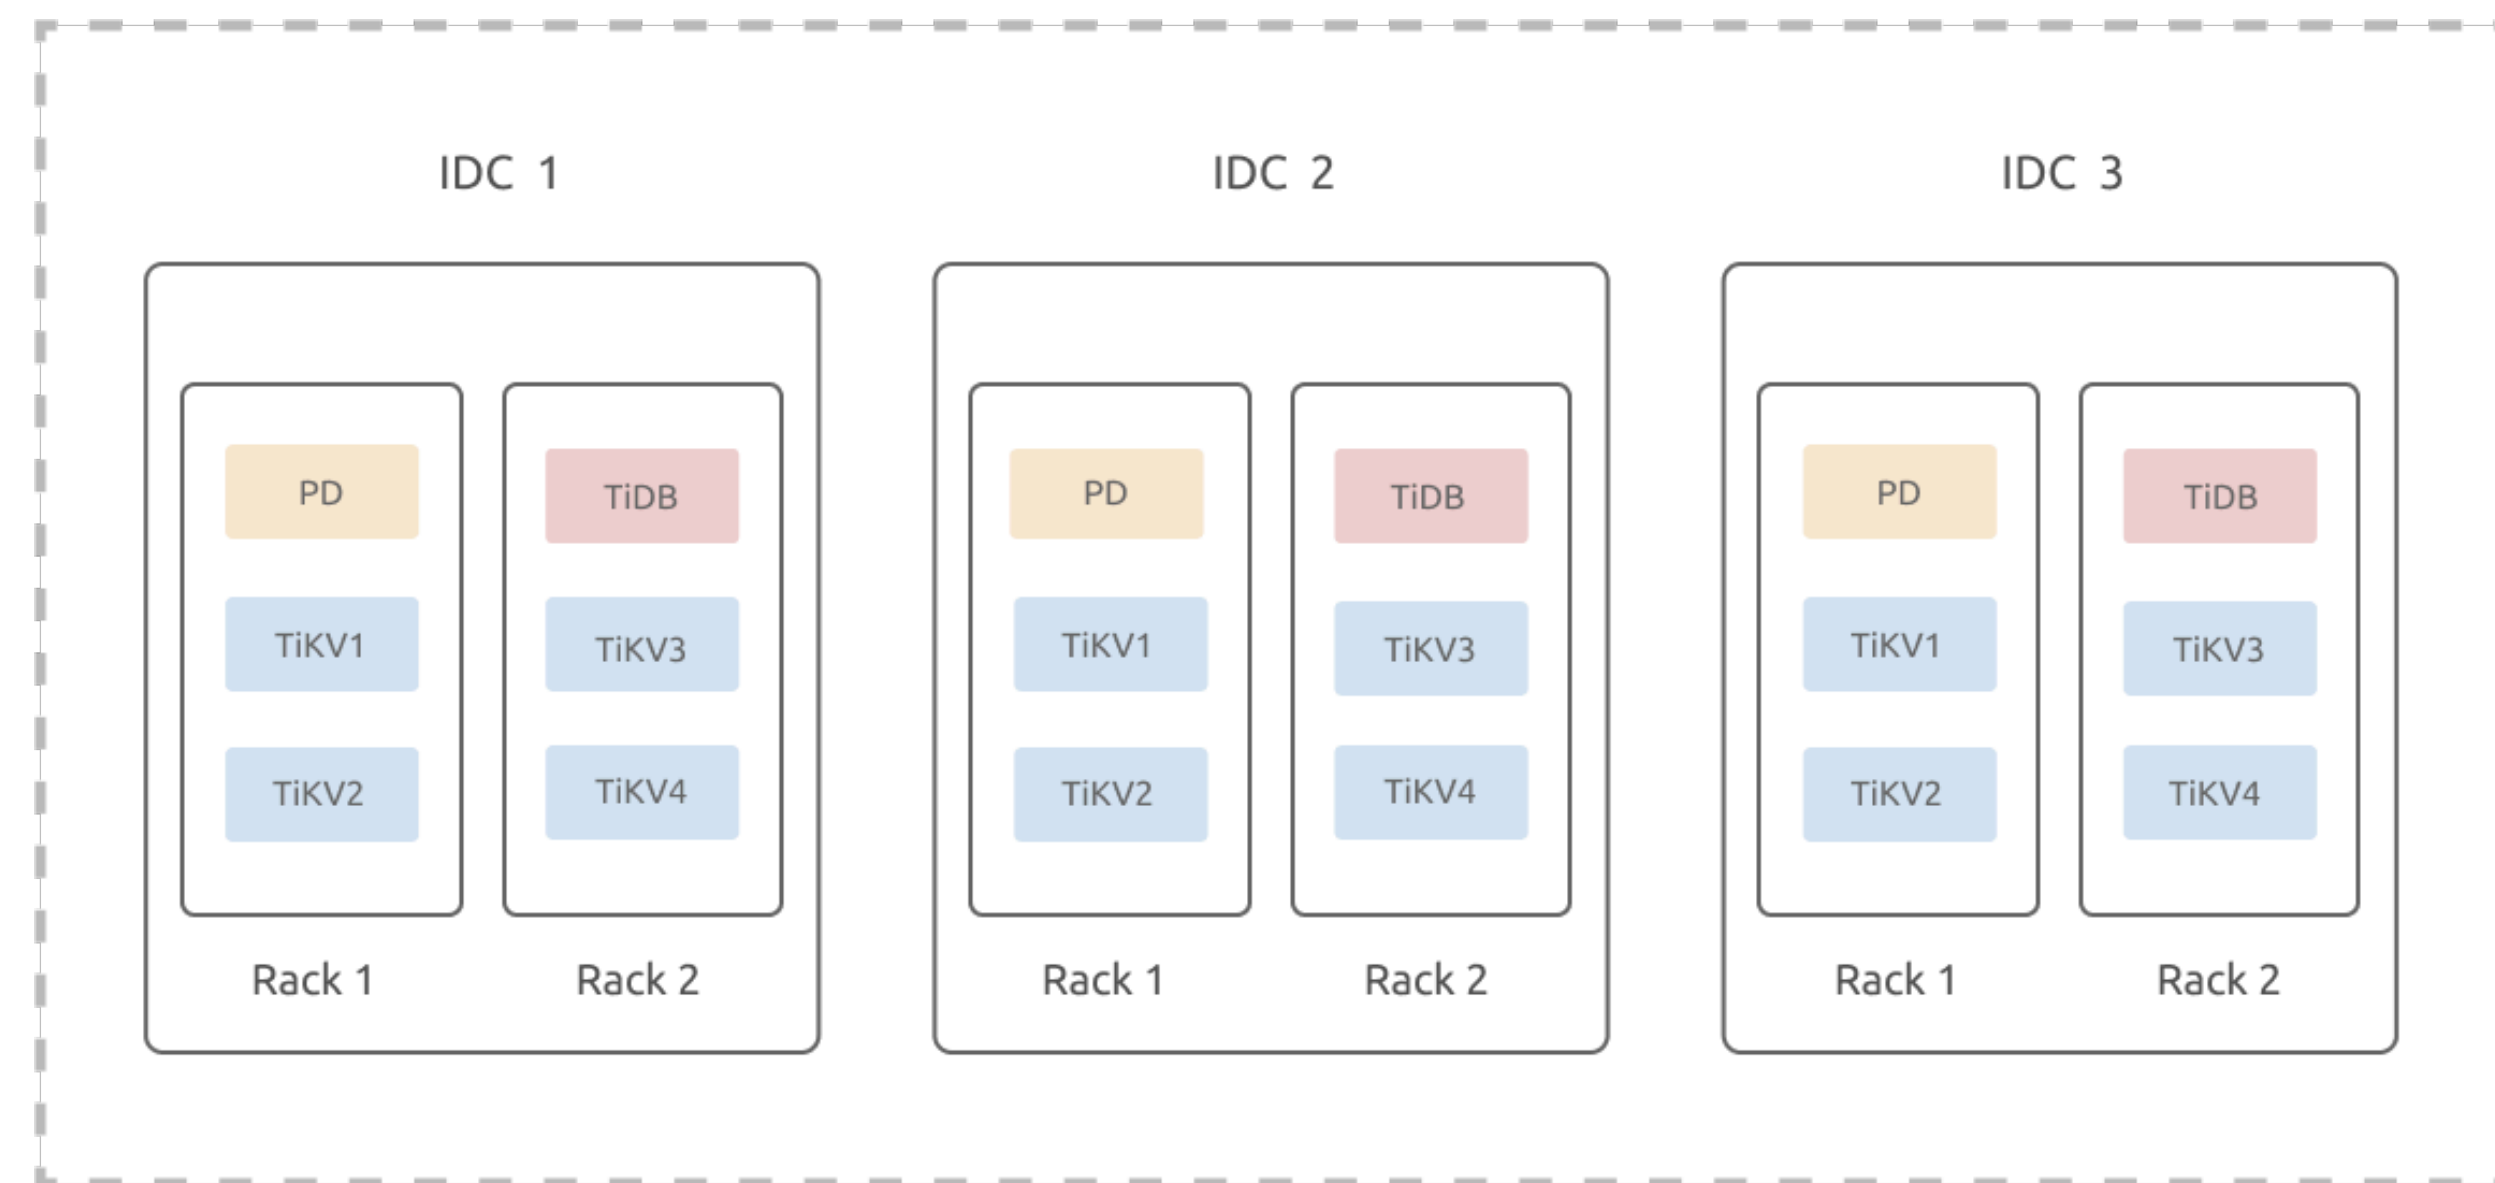 IDC 1
IDC 2
IDC 3
PD
TiDB
PD
TiDB
PD
TiDB
TiKV1
TiKV3
TiKV1
TiKV3
TiKV1
TiKV3
TiKV2
TiKV4
TiKV2
TiKV4
TiKV2
TiKV4
Rack 1
Rack 2
Rack 1
Rack 2
Rack 1
Rack 2